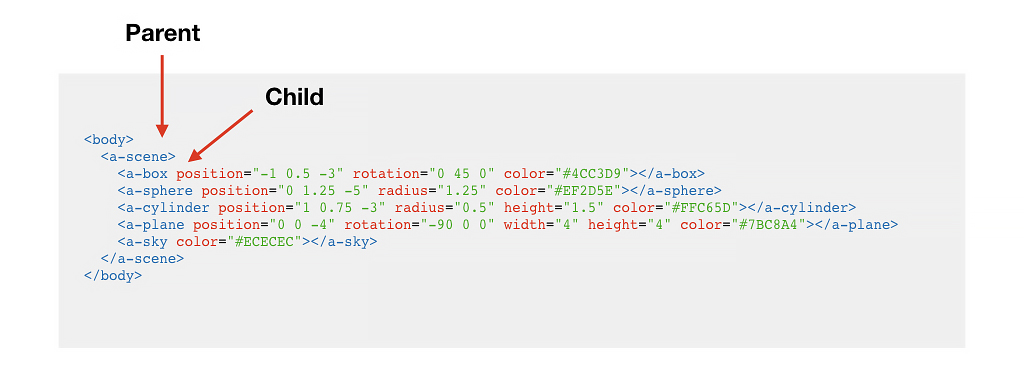 Parent
Child
<body>
<a-scene>
<a-box position="-1 0.5 -3" rotation="0 45 0" color="#4CC3D9"></a-box>
<a-sphere position="0 1.25 -5" radius="1.25" color="#EF2D5E"></a-sphere>
<a-cylinder position="1 0.75 -3" radius="0.5" height="1.5" color="#FFC65D"></a-cylinder>
<a-plane position="0 0 -4" rotation="-90 0 0" width="4" height="4" color="#7BC8A4"></a-plane>
<a-sky color="#ECECEC"></a-sky>
</a-scene>
</body>